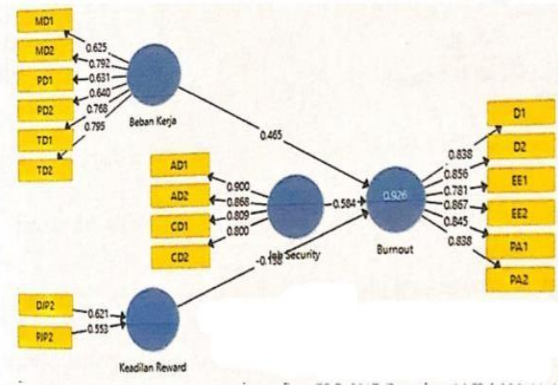 MD1
MD2
PD1
PD2
TD1
TD2
0.625
0.792
0.631
0.640
0.768
0.795
Beban Kerja
0.465
AD1
AD2
CD1
CD2
0.900
0.868
0.809
0.800
Job Security
0.584
DJP2
PJP2
0.621
0.553
Keadilan Reward
0.926
Burnout
0.838
0.856
0.781
0.867
0.845
0.838
D1
D2
EE1
EE2
PA1
PA2